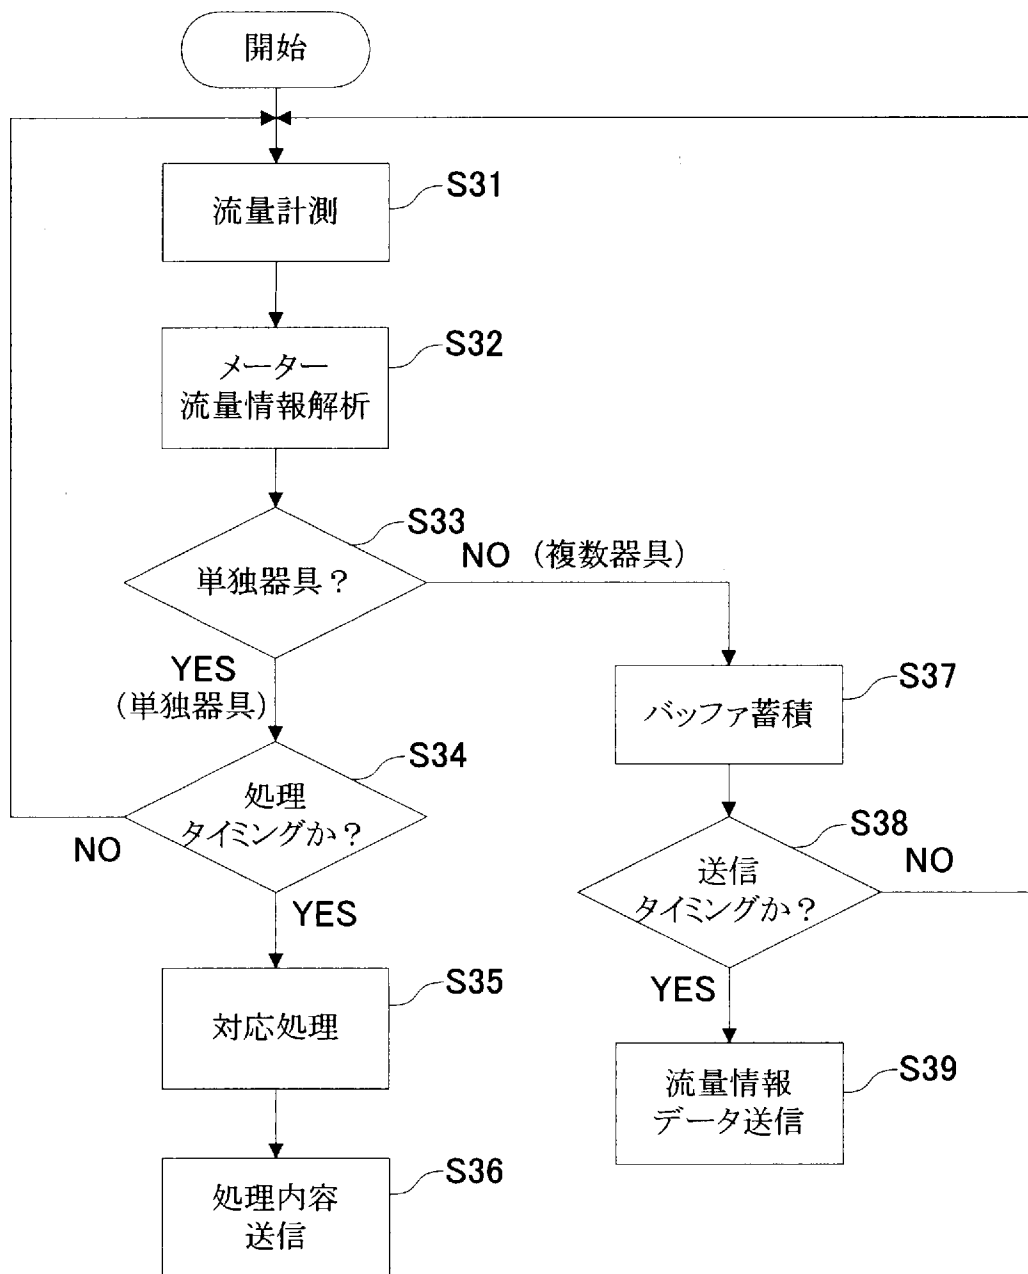 開始
流量計測
S31
メーター
流量情報解析
S32
単独器具？
S33
NO（複数器具）
YES
（単独器具）
処理
タイミングか？
S34
NO
YES
対応処理
S35
処理内容
送信
S36
バッファ蓄積
S37
送信
タイミングか？
S38
NO
YES
流量情報
データ送信
S39